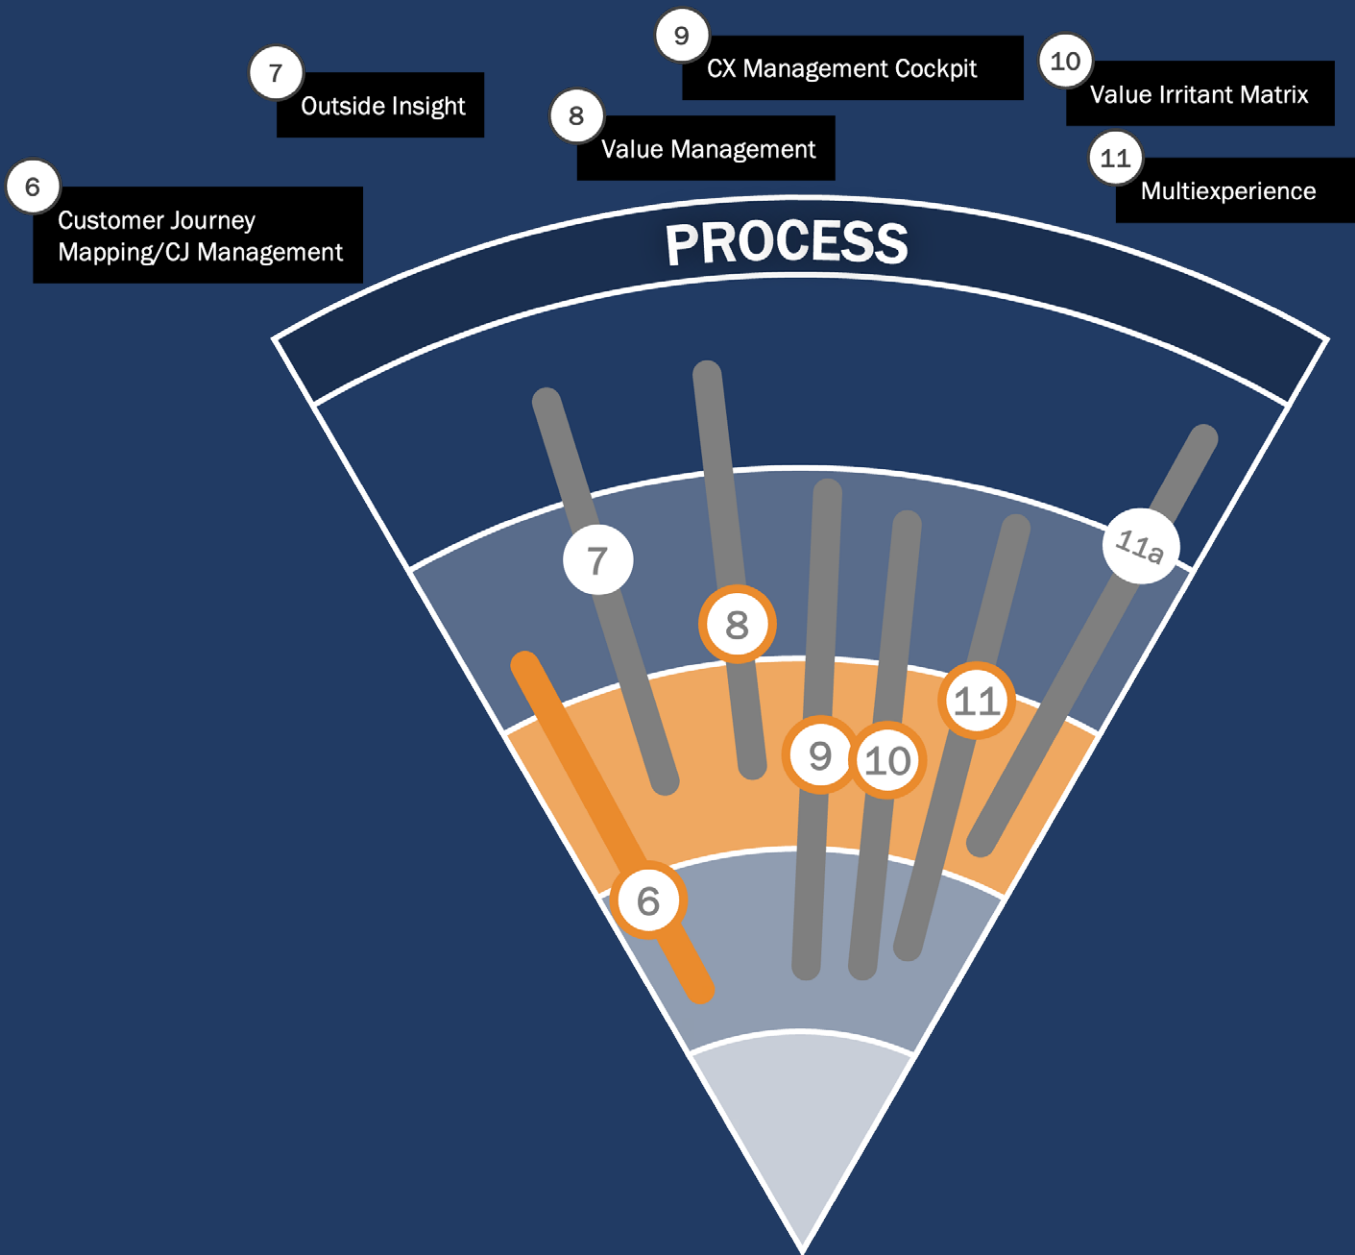 9
CX Management Cockpit
10
Value Irritant Matrix
7
Outside Insight
8
Value Management
11
Multiexperience
6
Customer Journey
Mapping/CJ Management
PROCESS
7
11a
8
11
9
10
6